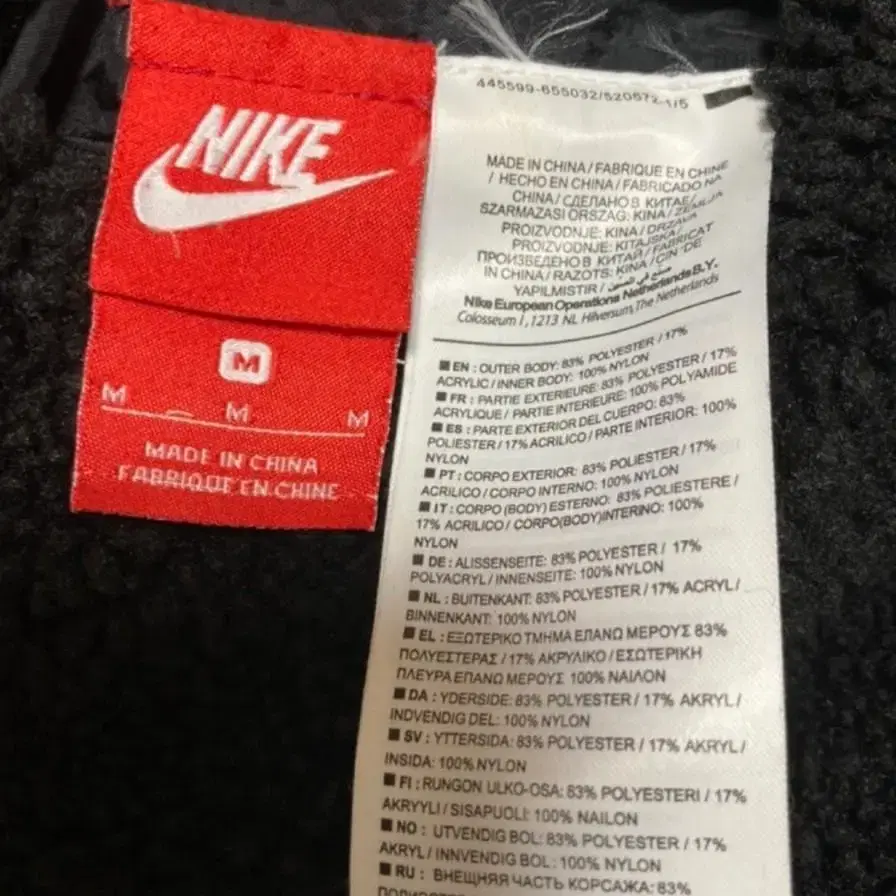 NIKE
M
M M M
MADE IN CHINA
FABRIQUE EN CHINE
445599-655032/520672-1/5
MADE IN CHINA / FABRIQUE EN CHINE
/ HECHO EN CHINA / FABRICADO NA
CHINA / СДЕЛАНО В КИТАЕ/
SZARMAZASI ORSZAG: KINA / ZEMLJA
PROIZVODNJE: KINA / DRZAVA
PROIZVODNJE: KITAJSKA /
ПРОИЗВЕДЕНО В КИТАЙ / FABRICAT
IN CHINA / RAZOTS: KINA / ÇIN 'DE
YAPILMISTIR / صنع في الصين
Nike European Operations Netherlands B.V.
Colosseum 1, 1213 NL Hilversum, The Netherlands
EN : OUTER BODY: 83% POLYESTER / 17%
ACRYLIC / INNER BODY: 100% NYLON
FR : PARTIE EXTERIEURE: 83% POLYESTER / 17%
ACRYLIQUE / PARTIE INTERIEURE: 100% POLYAMIDE
ES : PARTE EXTERIOR DEL CUERPO: 83%
POLIESTER / 17% ACRILICO / PARTE INTERIOR: 100%
NYLON
PT : CORPO EXTERIOR: 83% POLIESTER / 17%
ACRILICO / CORPO INTERNO: 100% NYLON
IT : CORPO (BODY) ESTERNO: 83% POLIESTERE /
17% ACRILICO / CORPO(BODY)INTERINO: 100%
NYLON
DE : ALISSENSEITE: 83% POLYESTER / 17%
POLYACRYL / INNENSEITE: 100% NYLON
NL : BUITENKANT: 83% POLYESTER / 17% ACRYL /
BINNENKANT: 100% NYLON
EL : ΕΞΩΤΕΡΙΚΟ ΤΜΗΜΑ ΕΠΑΝΩ ΜΕΡΟΥΣ 83%
ΠΟΛΥΕΣΤΕΡΑΣ / 17% ΑΚΡΥΛΙΚΟ / ΕΣΩΤΕΡΙΚΗ
ΠΛΕΥΡΑ ΕΠΑΝΩ ΜΕΡΟΥΣ 100% ΝΑΙΛΟΝ
DA : YDERSIDE: 83% POLYESTER / 17% AKRYL /
INDVENDIG DEL: 100% NYLON
SV : YTTERSIDA: 83% POLYESTER / 17% AKRYL /
INSIDA: 100% NYLON
FI : RUNGON ULKO-OSA: 83% POLYESTERI / 17%
AKRYYLI / SISAPUOLI: 100% NAILON
NO : UTVENDIG BOL: 83% POLYESTER / 17%
AKRYL / INNVENDIG BOL : 100% NYLON
RU : ВНЕШНЯЯ ЧАСТЬ КОРСАЖА: 83%